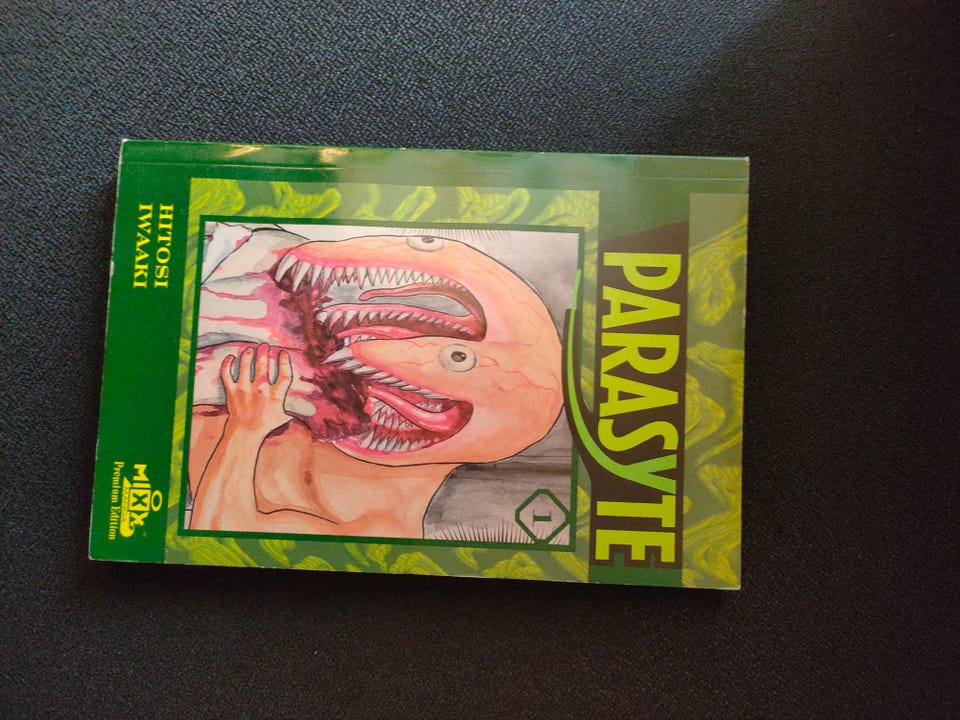 PARASYTE
1
HITOSI
IWAAKI
MIXX
Premium Edition